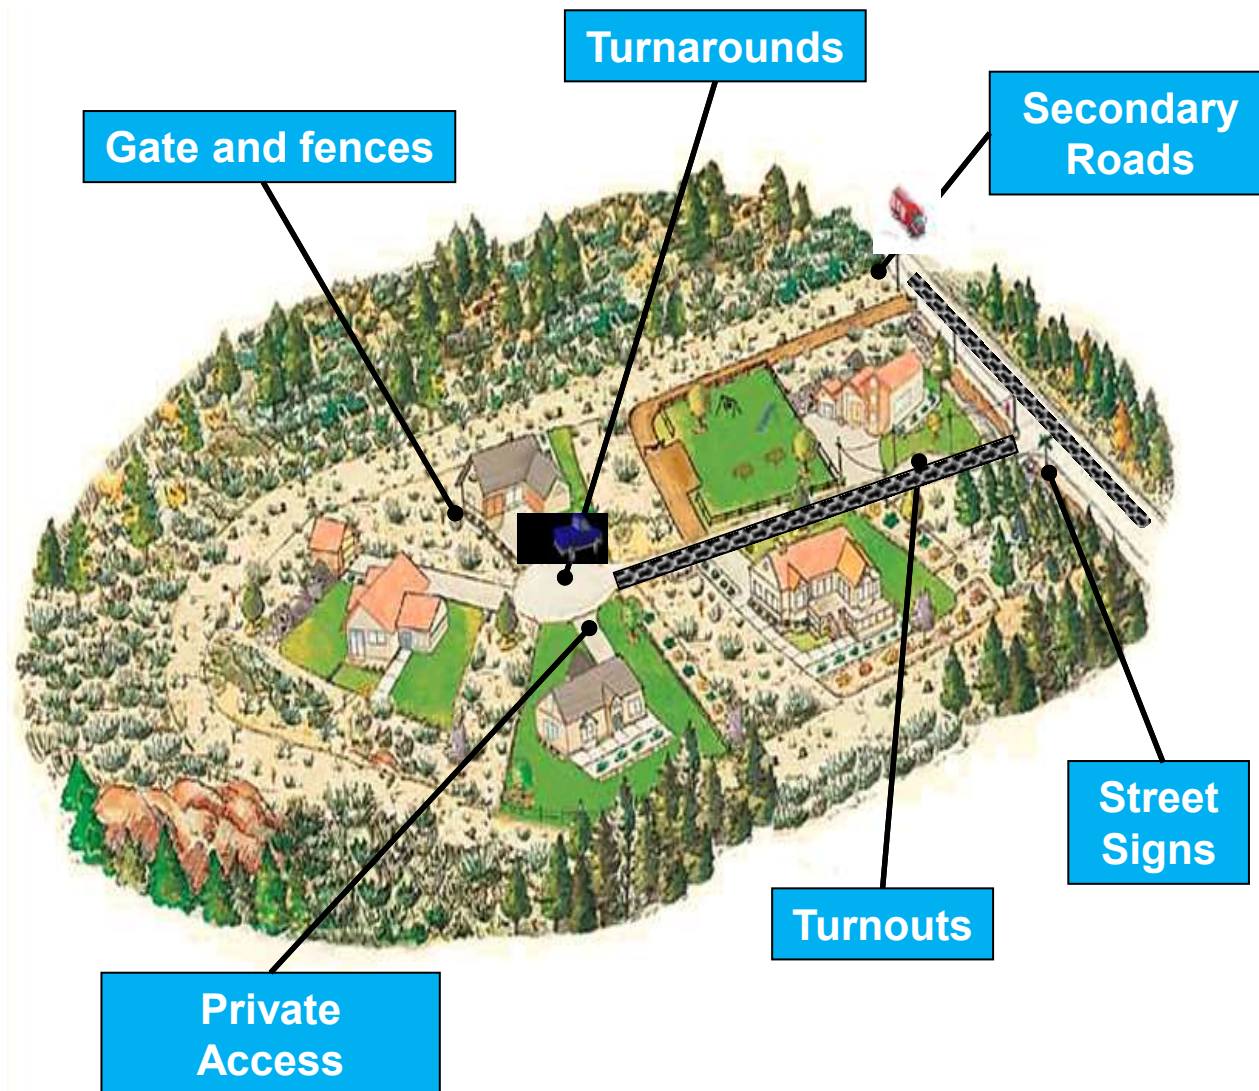 Turnarounds
Secondary
Roads
Gate and fences
Street
Signs
Turnouts
Private
Access